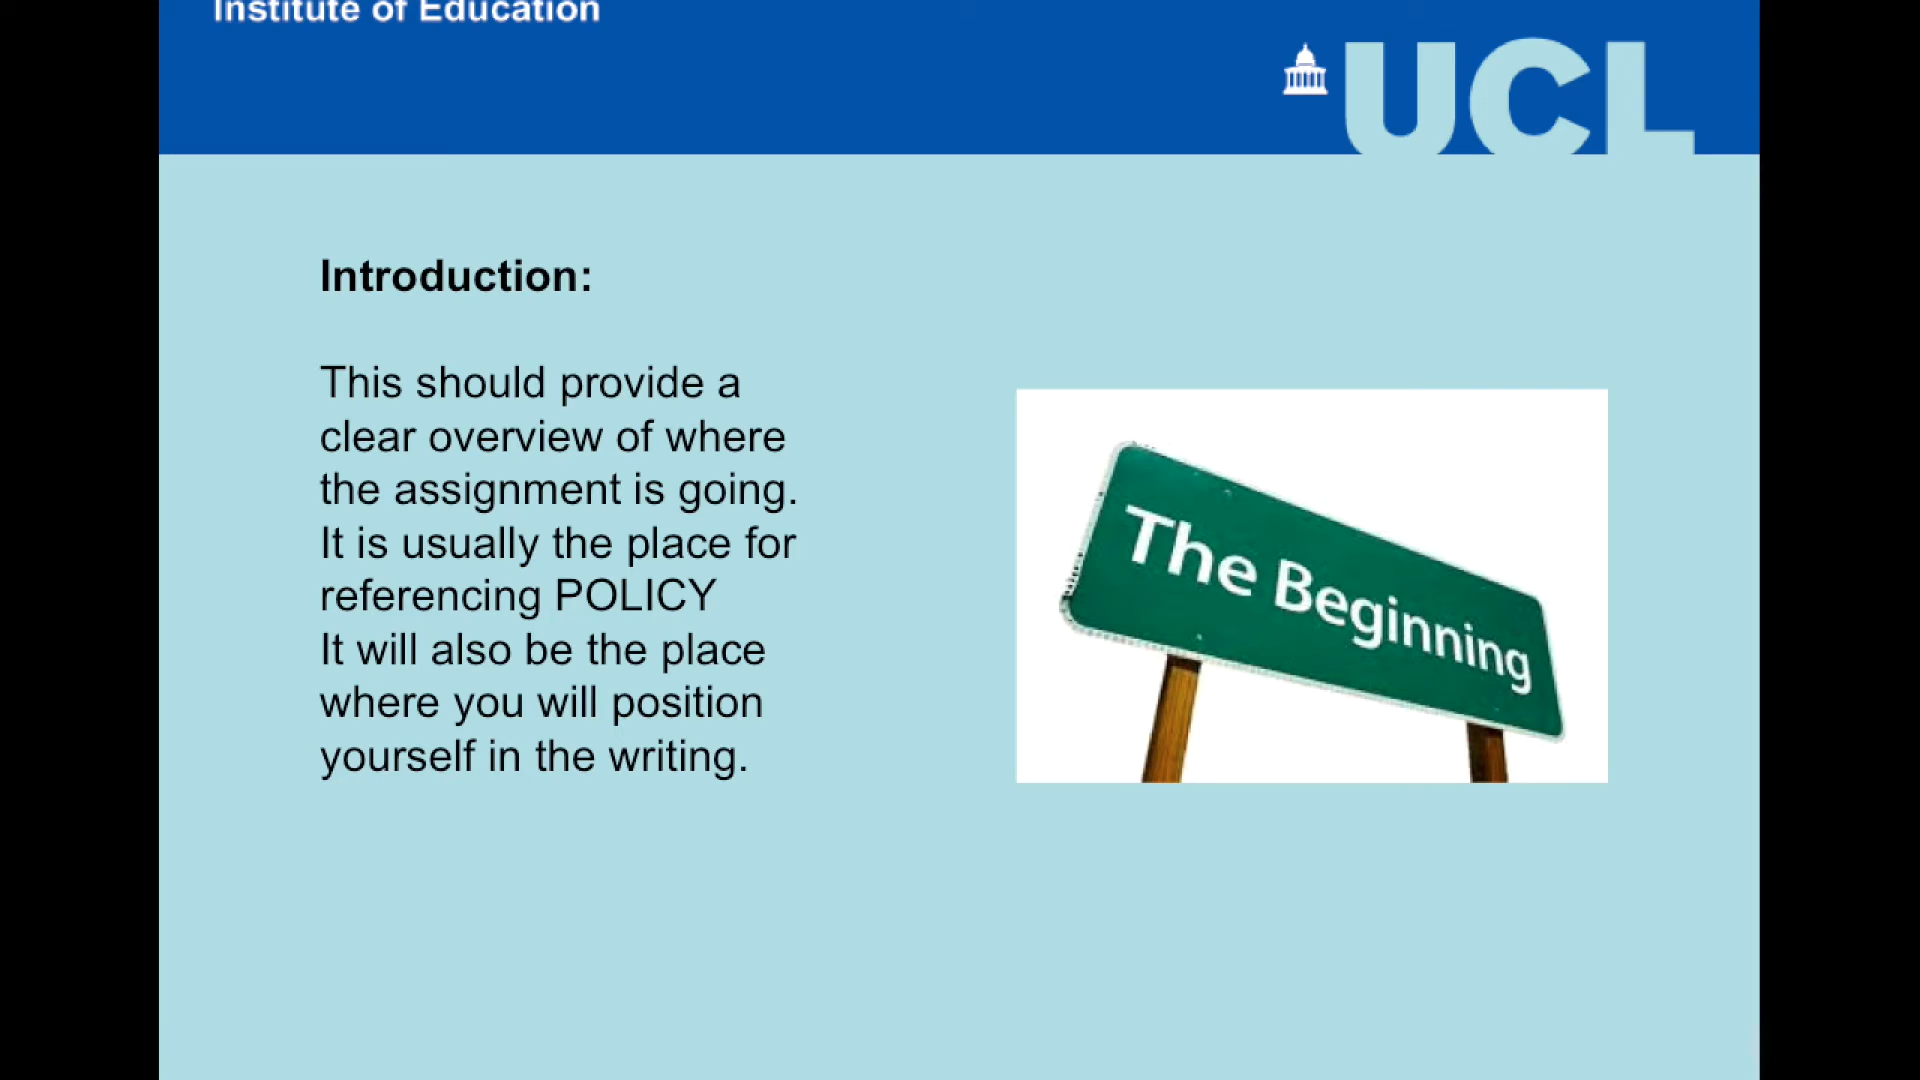 Institute of Education
UCL
Introduction:
This should provide a
clear overview of where
the assignment is going.
It is usually the place for
referencing POLICY
It will also be the place
where you will position
yourself in the writing.
The Beginning